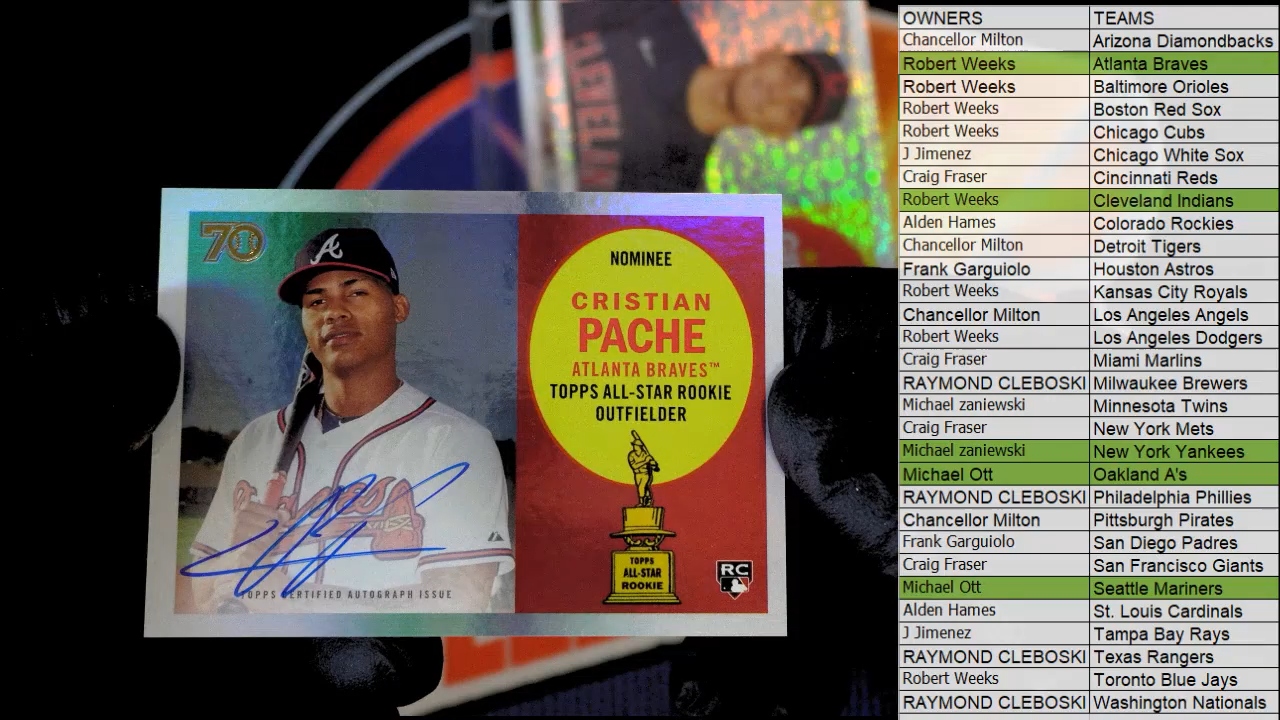 70
NOMINEE
CRISTIAN
PACHE
ATLANTA BRAVES™
TOPPS ALL-STAR ROOKIE
OUTFIELDER
TOPPS
ALL-STAR
ROOKIE
RC
TOPPS CERTIFIED AUTOGRAPH ISSUE
OWNERS TEAMS
Chancellor Milton Arizona Diamondbacks
Robert Weeks Atlanta Braves
Robert Weeks Baltimore Orioles
Robert Weeks Boston Red Sox
Robert Weeks Chicago Cubs
J Jimenez Chicago White Sox
Craig Fraser Cincinnati Reds
Robert Weeks Cleveland Indians
Alden Hames Colorado Rockies
Chancellor Milton Detroit Tigers
Frank Garguiolo Houston Astros
Robert Weeks Kansas City Royals
Chancellor Milton Los Angeles Angels
Robert Weeks Los Angeles Dodgers
Craig Fraser Miami Marlins
RAYMOND CLEBOSKI Milwaukee Brewers
Michael zaniewski Minnesota Twins
Craig Fraser New York Mets
Michael zaniewski New York Yankees
Michael Ott Oakland A's
RAYMOND CLEBOSKI Philadelphia Phillies
Chancellor Milton Pittsburgh Pirates
Frank Garguiolo San Diego Padres
Craig Fraser San Francisco Giants
Michael Ott Seattle Mariners
Alden Hames St. Louis Cardinals
J Jimenez Tampa Bay Rays
RAYMOND CLEBOSKI Texas Rangers
Robert Weeks Toronto Blue Jays
RAYMOND CLEBOSKI Washington Nationals